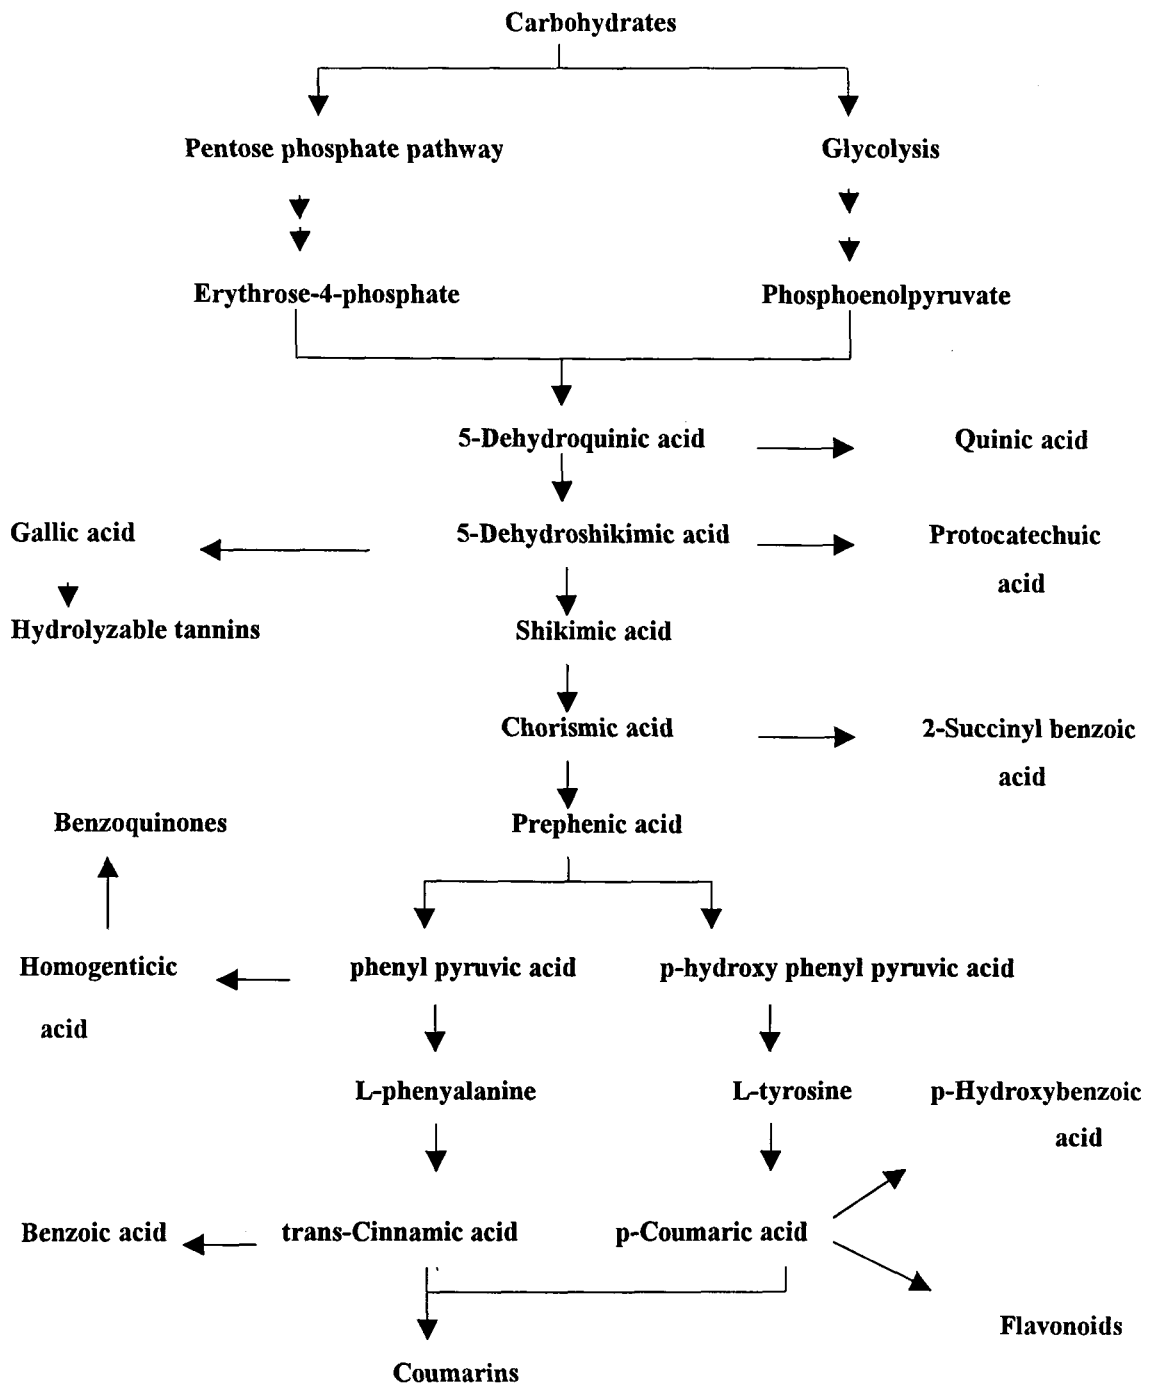 Carbohydrates
Pentose phosphate pathway
Glycolysis
Erythrose-4-phosphate
Phosphoenolpyruvate
5-Dehydroquinic acid
Quinic acid
Gallic acid
5-Dehydroshikimic acid
Protocatechuic
acid
Hydrolyzable tannins
Shikimic acid
Chorismic acid
2-Succinyl benzoic
acid
Benzoquinones
Prephenic acid
Homogenticic
acid
phenyl pyruvic acid
p-hydroxy phenyl pyruvic acid
L-phenyalanine
L-tyrosine
p-Hydroxybenzoic
acid
Benzoic acid
trans-Cinnamic acid
p-Coumaric acid
Flavonoids
Coumarins